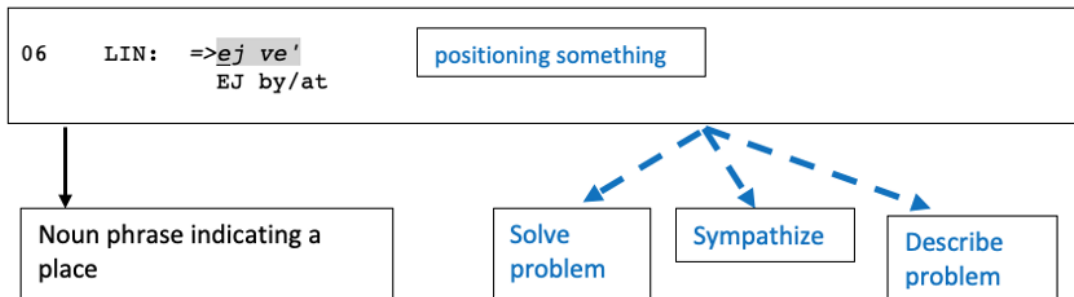 06 LIN: =>ej ve' positioning something
EJ by/at
Noun phrase indicating a
place
Solve
problem
Sympathize
Describe
problem